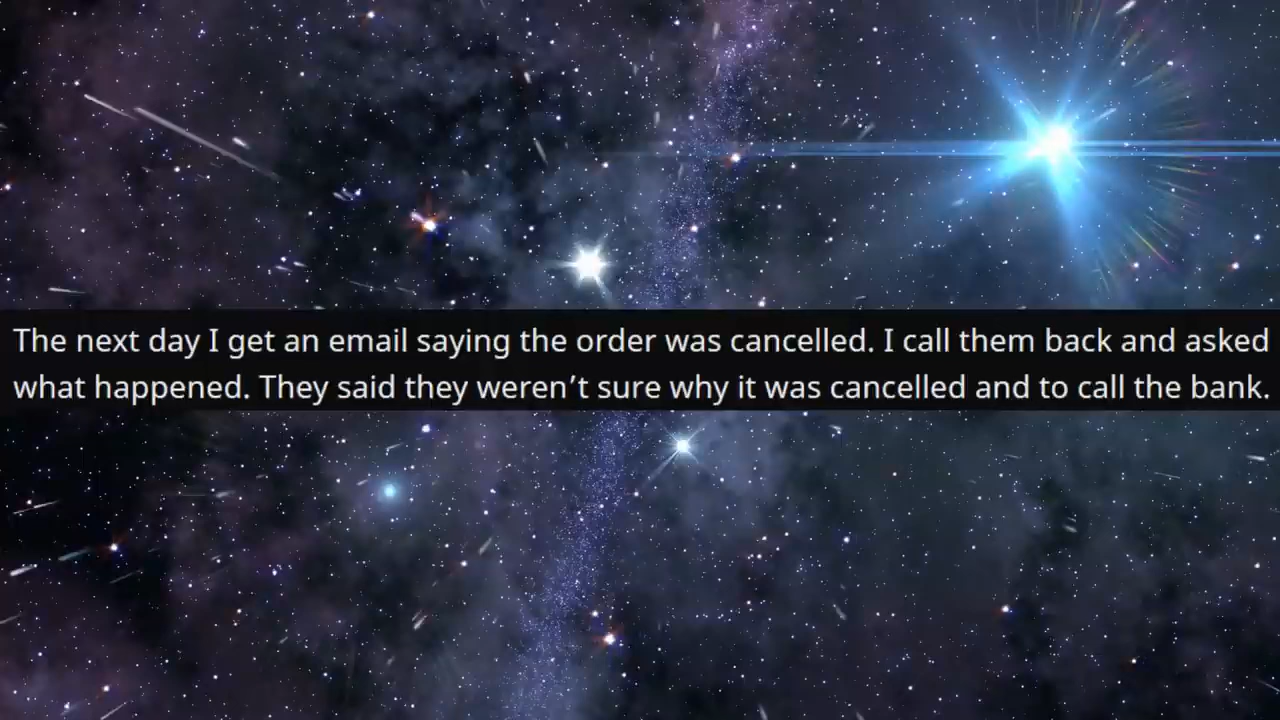 The next day I get an email saying the order was cancelled. I call them back and asked
what happened. They said they weren’t sure why it was cancelled and to call the bank.